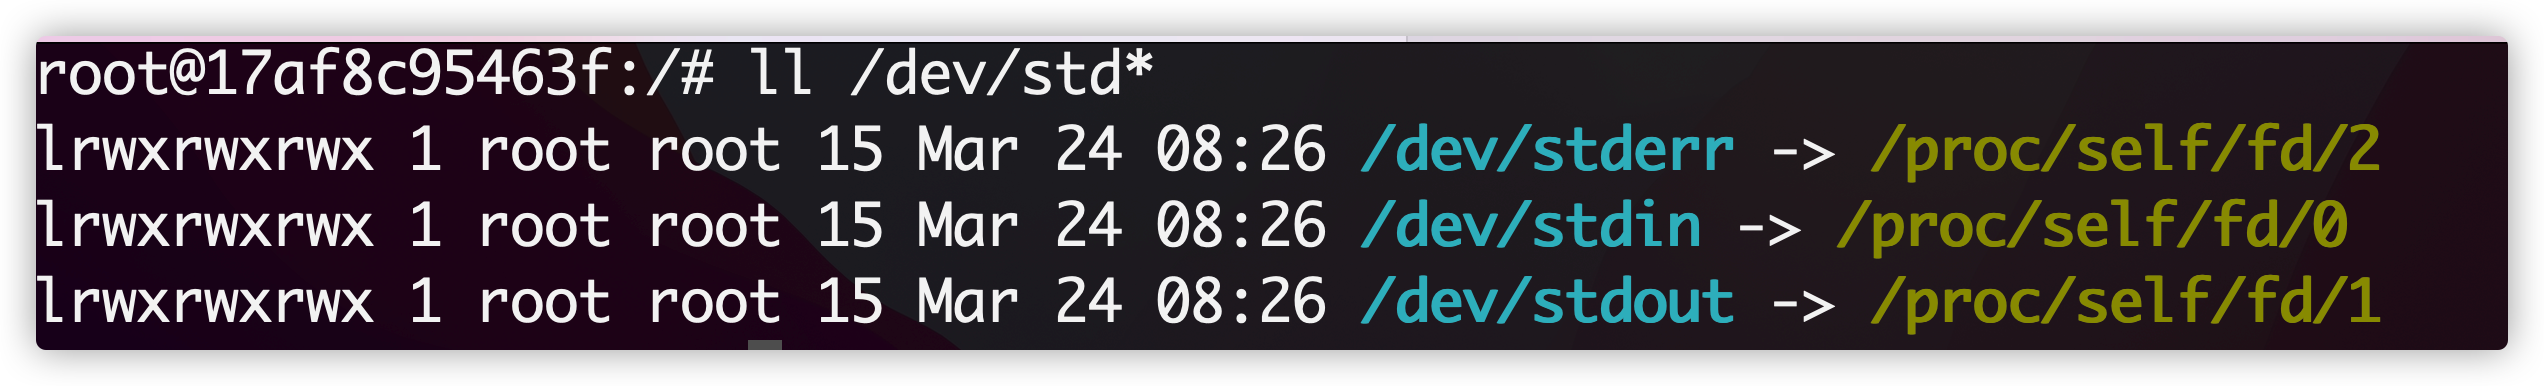 root@17af8c95463f:/# ll /dev/std*
lrwxrwxrwx 1 root root 15 Mar 24 08:26 /dev/stderr -> /proc/self/fd/2
lrwxrwxrwx 1 root root 15 Mar 24 08:26 /dev/stdin -> /proc/self/fd/0
lrwxrwxrwx 1 root root 15 Mar 24 08:26 /dev/stdout -> /proc/self/fd/1